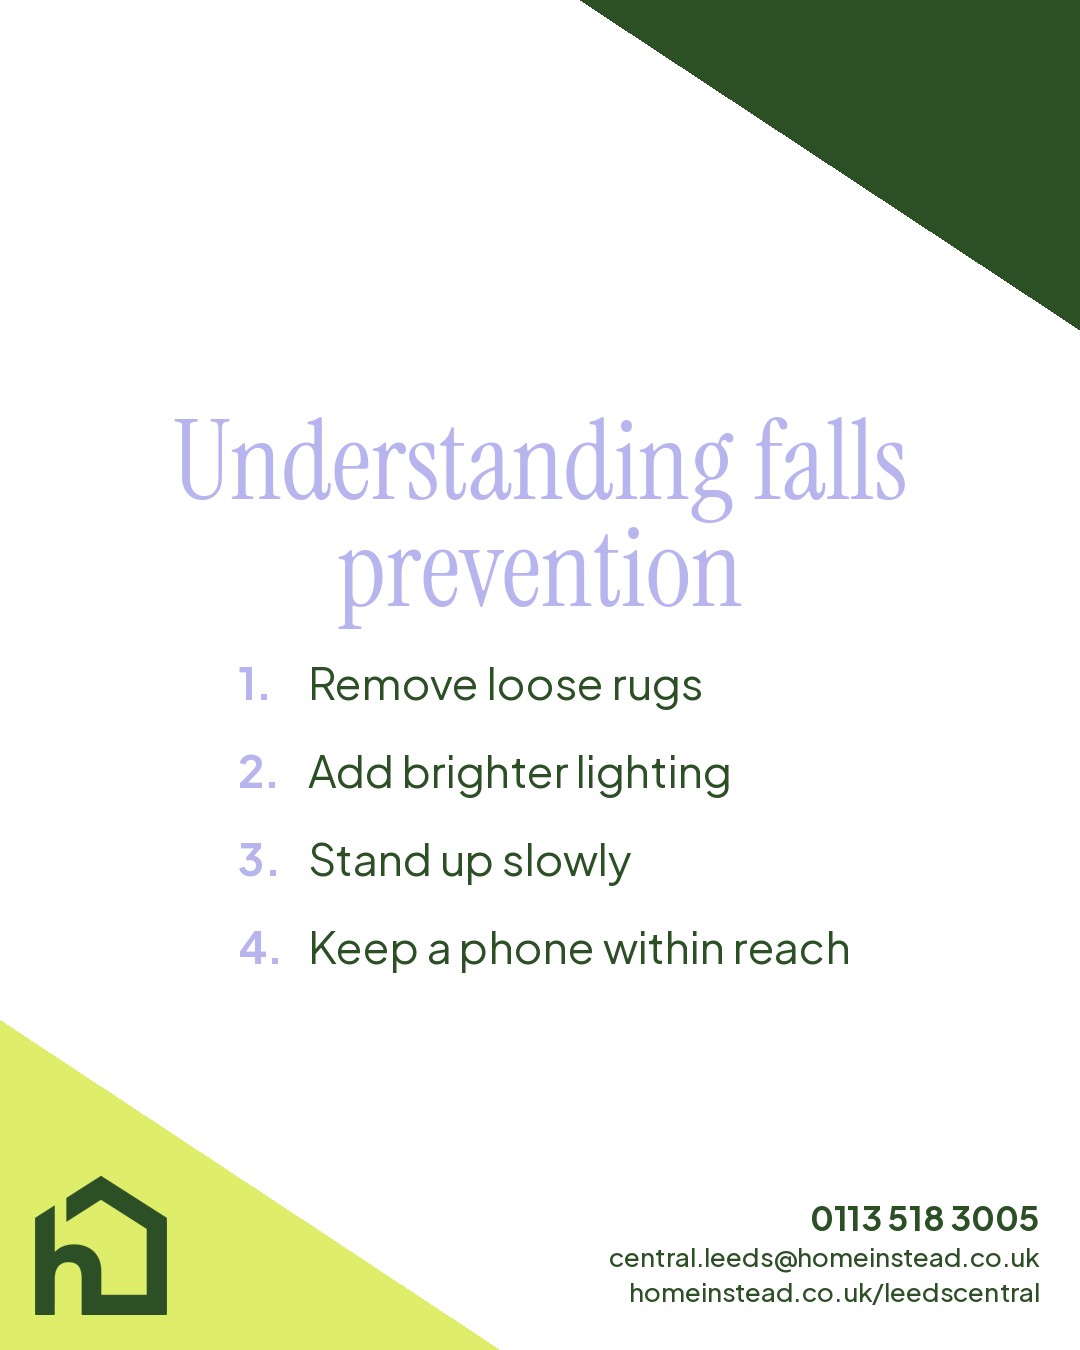 Understanding falls
prevention
1. Remove loose rugs
2. Add brighter lighting
3. Stand up slowly
4. Keep a phone within reach
0113 518 3005
central.leeds@homeinstead.co.uk
homeinstead.co.uk/leedscentral